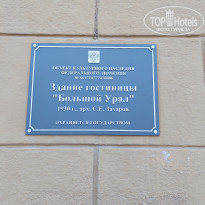 TOP HOTELS
ОБЪЕКТ КУЛЬТУРНОГО НАСЛЕДИЯ
ФЕДЕРАЛЬНОГО ЗНАЧЕНИЯ
Здание гостиницы
"Большой Урал"
1930 г., арх. С.Е. Захаров
ОХРАНЯЕТСЯ ГОСУДАРСТВОМ